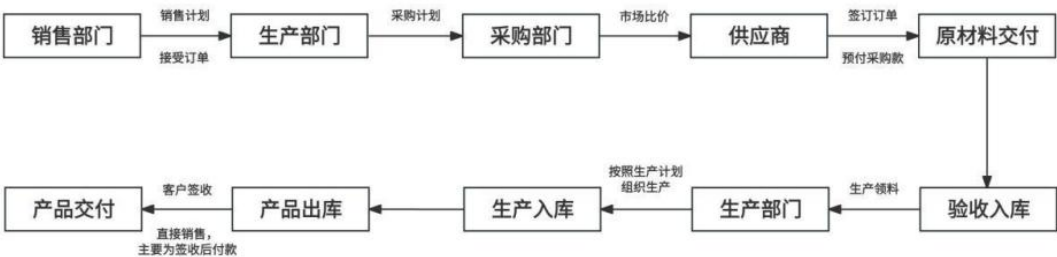 销售计划
采购计划
市场比价
签订订单
销售部门
生产部门
采购部门
供应商
原材料交付
接受订单
预付采购款
客户签收
按照生产计划
组织生产
生产领料
产品交付
产品出库
生产入库
生产部门
验收入库
直接销售，
主要为签收后付款